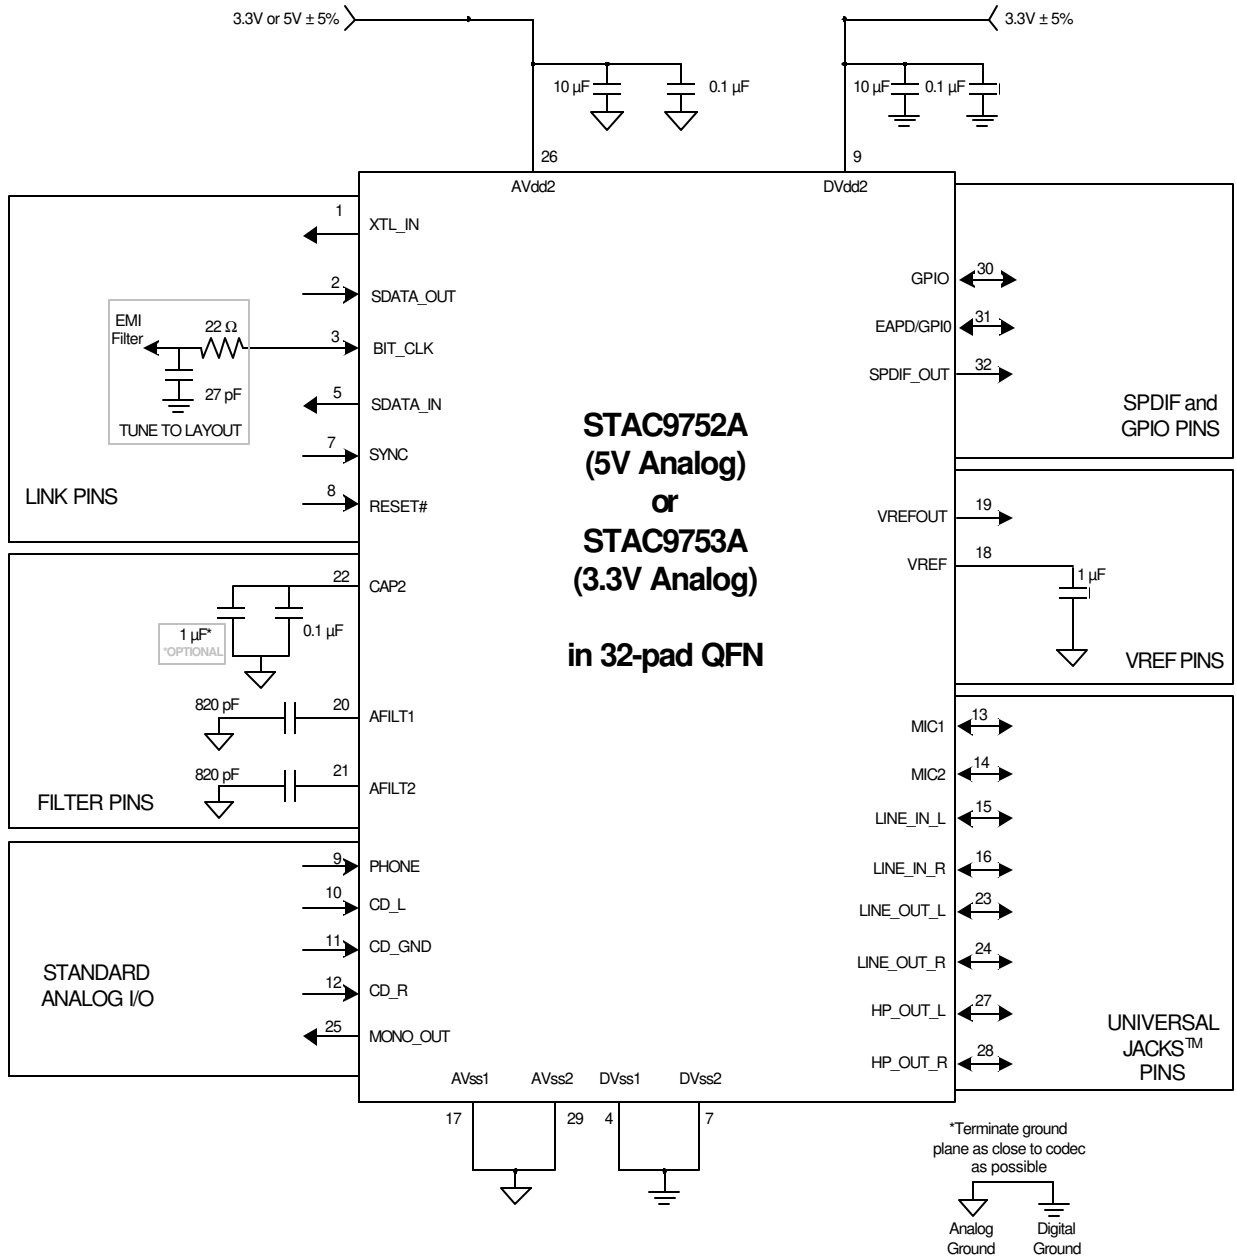 3.3V or 5V ± 5%
3.3V ± 5%
10 µF
0.1 µF
10 µF
0.1 µF
26
9
AVdd2
DVdd2
1
XTL_IN
2
SDATA_OUT
EMI
Filter
22 Ω
27 pF
TUNE TO LAYOUT
3
BIT_CLK
5
SDATA_IN
7
SYNC
8
RESET#
LINK PINS
GPIO
30
EAPD/GPI0
31
SPDIF_OUT
32
SPDIF and
GPIO PINS
STAC9752A
(5V Analog)
or
STAC9753A
(3.3V Analog)
in 32-pad QFN
VREFOUT
19
VREF
18
1 µF
VREF PINS
22
CAP2
1 µF*
*OPTIONAL
0.1 µF
820 pF
20
AFILT1
820 pF
21
AFILT2
FILTER PINS
MIC1
13
MIC2
14
LINE_IN_L
15
LINE_IN_R
16
LINE_OUT_L
23
LINE_OUT_R
24
HP_OUT_L
27
HP_OUT_R
28
UNIVERSAL
JACKS™
PINS
9
PHONE
10
CD_L
11
CD_GND
12
CD_R
25
MONO_OUT
STANDARD
ANALOG I/O
AVss1
AVss2
DVss1
DVss2
17
29
4
7
*Terminate ground
plane as close to codec
as possible
Analog
Ground
Digital
Ground